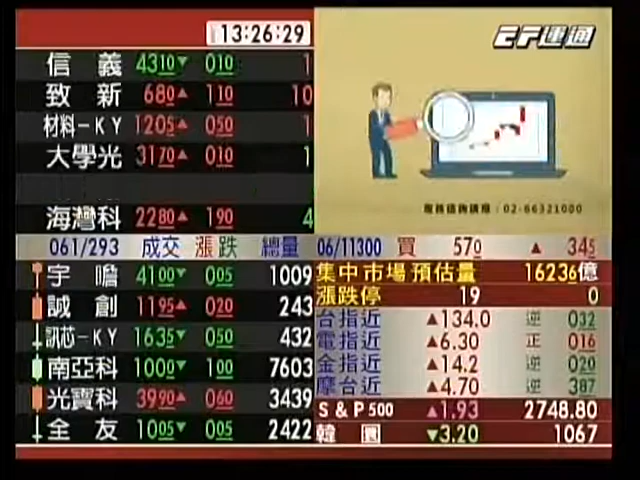 13:26:29
EF運通
信義 4310▼ 010 1
致新 680▲ 110 10
材料-KY 1205▲ 050 1
大學光 3170▲ 010 1
海灣科 2280▲ 190 4
電務諮詢請撥：02-66321000
061/293 成交 漲跌 總量
宇瞻 4100▼ 005 1009
誠創 1195▲ 020 243
訊芯-KY 1635▼ 050 432
南亞科 1000▼ 100 7603
光寶科 3990▲ 060 3439
全友 1005▼ 005 2422
06/11300 買 570 ▲ 345
集中市場預估量 16236億
漲跌停 19 0
台指近 ▲134.0 逆 032
電指近 ▲6.30 正 016
金指近 ▲14.2 逆 020
摩台近 ▲4.70 逆 387
S&P500 ▲1.93 2748.80
韓圜 ▼3.20 1067